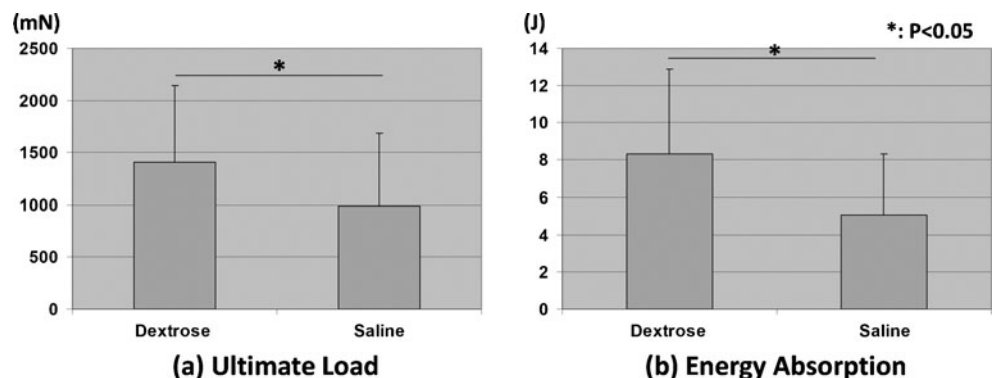 (mN)
2500
2000
1500
1000
500
0
*
Dextrose Saline
(a) Ultimate Load
(J)
*: P<0.05
14
12
10
8
6
4
2
0
*
Dextrose Saline
(b) Energy Absorption